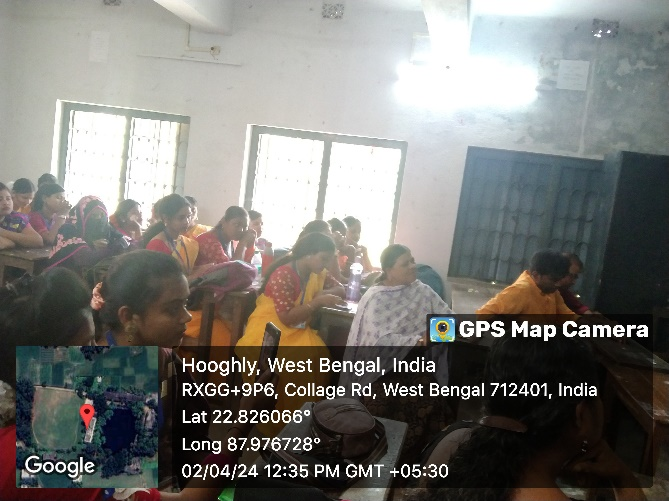 GPS Map Camera
Hooghly, West Bengal, India
RXGG+9P6, Collage Rd, West Bengal 712401, India
Lat 22.826066°
Long 87.976728°
02/04/24 12:35 PM GMT +05:30
Google